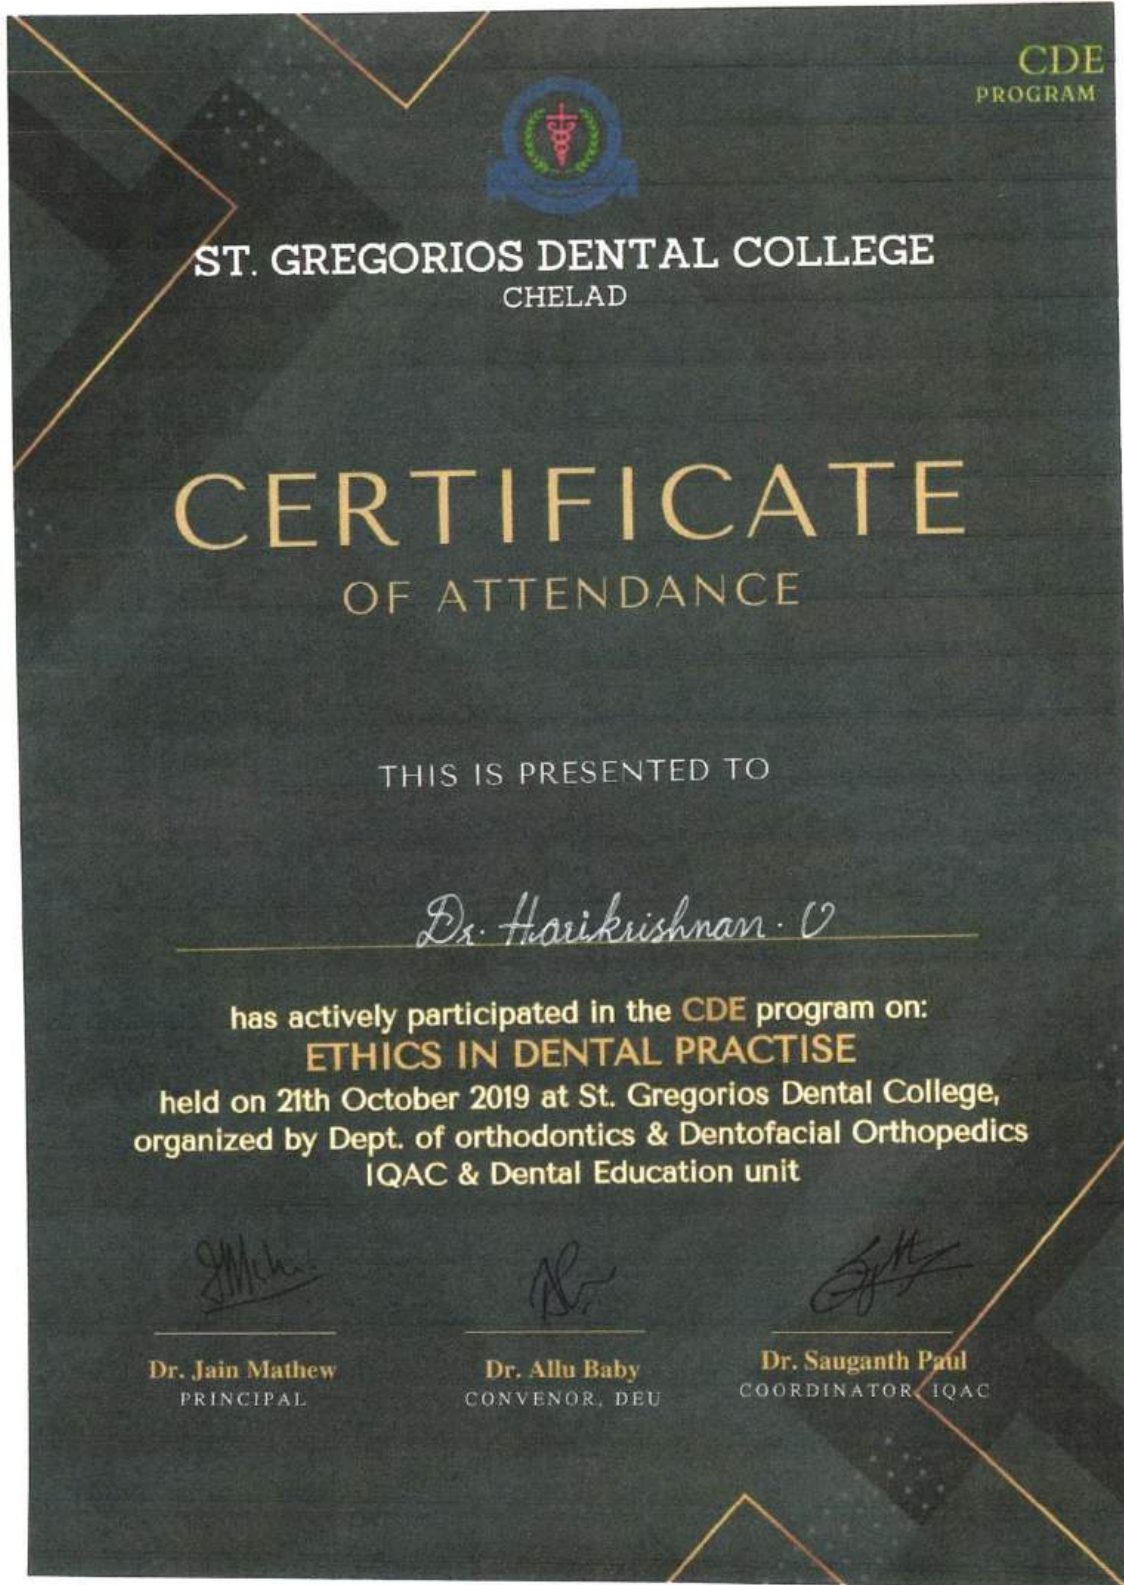 CDE
PROGRAM
ST. GREGORIOS DENTAL COLLEGE
CHELAD
CERTIFICATE
OF ATTENDANCE
THIS IS PRESENTED TO
Dr. Harikrishnan. V
has actively participated in the CDE program on:
ETHICS IN DENTAL PRACTISE
held on 21th October 2019 at St. Gregorios Dental College,
organized by Dept. of orthodontics & Dentofacial Orthopedics
IQAC & Dental Education unit
Dr. Jain Mathew
PRINCIPAL
Dr. Allu Baby
CONVENOR, DEU
Dr. Sauganth Paul
COORDINATOR, IQAC